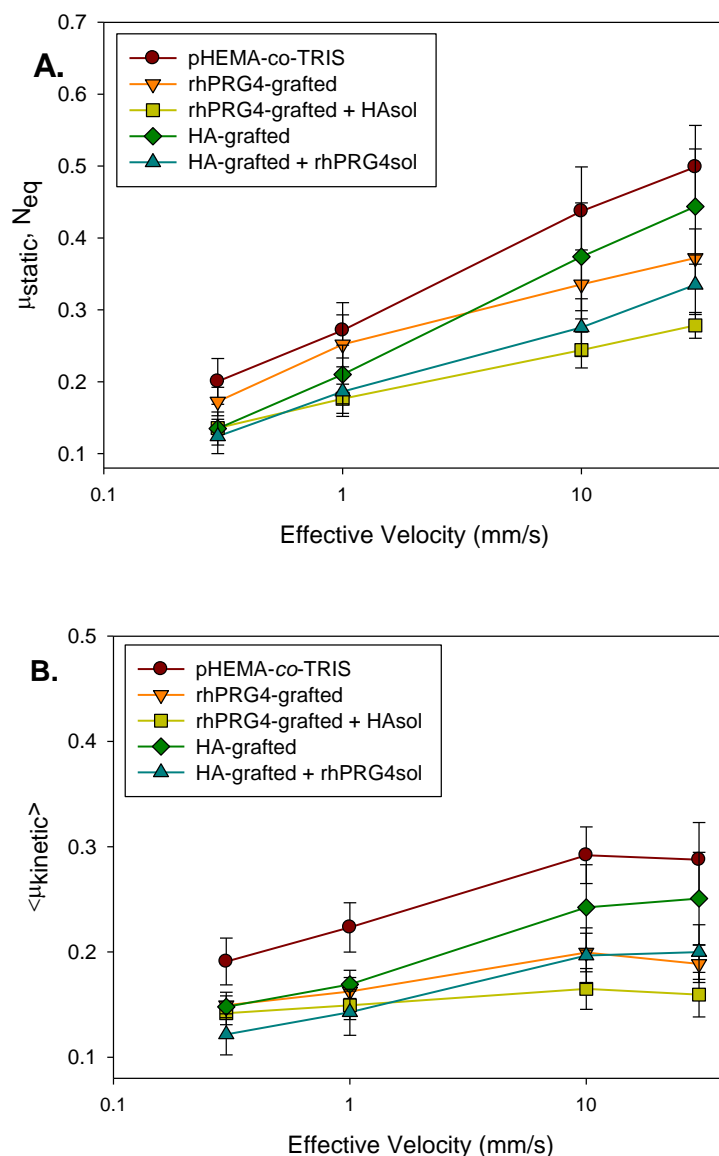 A.
pHEMA-co-TRIS
rhPRG4-grafted
rhPRG4-grafted + HAsol
HA-grafted
HA-grafted + rhPRG4sol
μstatic, Neq
0.7
0.6
0.5
0.4
0.3
0.2
0.1
0.1 1 10
Effective Velocity (mm/s)
B.
pHEMA-co-TRIS
rhPRG4-grafted
rhPRG4-grafted + HAsol
HA-grafted
HA-grafted + rhPRG4sol
<μkinetic>
0.5
0.4
0.3
0.2
0.1
0.1 1 10
Effective Velocity (mm/s)